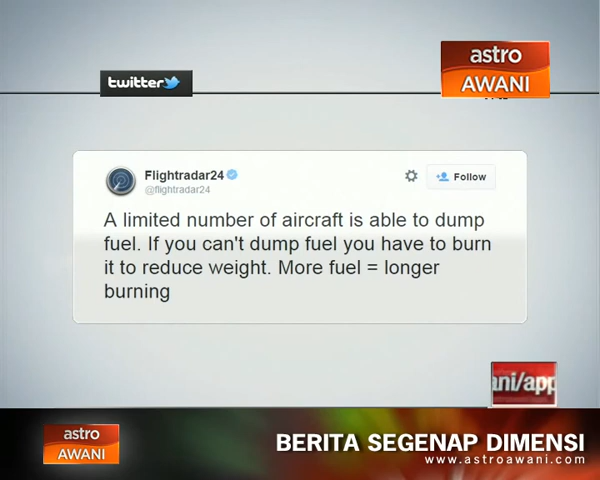 twitter
astro
AWANI
Flightradar24
@flightradar24
Follow
A limited number of aircraft is able to dump
fuel. If you can't dump fuel you have to burn
it to reduce weight. More fuel = longer
burning
ani/app
astro
AWANI
BERITA SEGENAP DIMENSI
www.astroawani.com